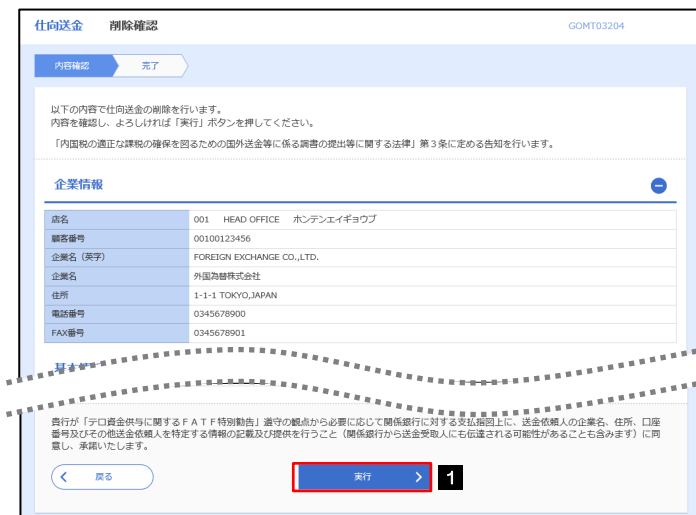 仕向送金 削除確認
GOMT03204
内容確認 完了
以下の内容で仕向送金の削除を行います。
内容を確認し、よろしければ「実行」ボタンを押してください。
「内国税の適正な課税の確保を図るための国外送金等に係る調書の提出等に関する法律」第３条に定める告知を行います。
企業情報
店名 001 HEAD OFFICE ホンテンエイギョウブ
顧客番号 00100123456
企業名（英字） FOREIGN EXCHANGE CO.,LTD.
企業名 外国為替株式会社
住所 1-1-1 TOKYO,JAPAN
電話番号 0345678900
FAX番号 0345678901
貴行が「テロ資金供与に関するＦＡＴＦ特別勧告」遵守の観点から必要に応じて関係銀行に対する支払指図上に、送金依頼人の企業名、住所、口座
番号及びその他送金依頼人を特定する情報の記載及び提供を行うこと（関係銀行から送金受取人にも伝達される可能性があることも含みます）に同
意し、承諾いたします。
戻る 実行 1